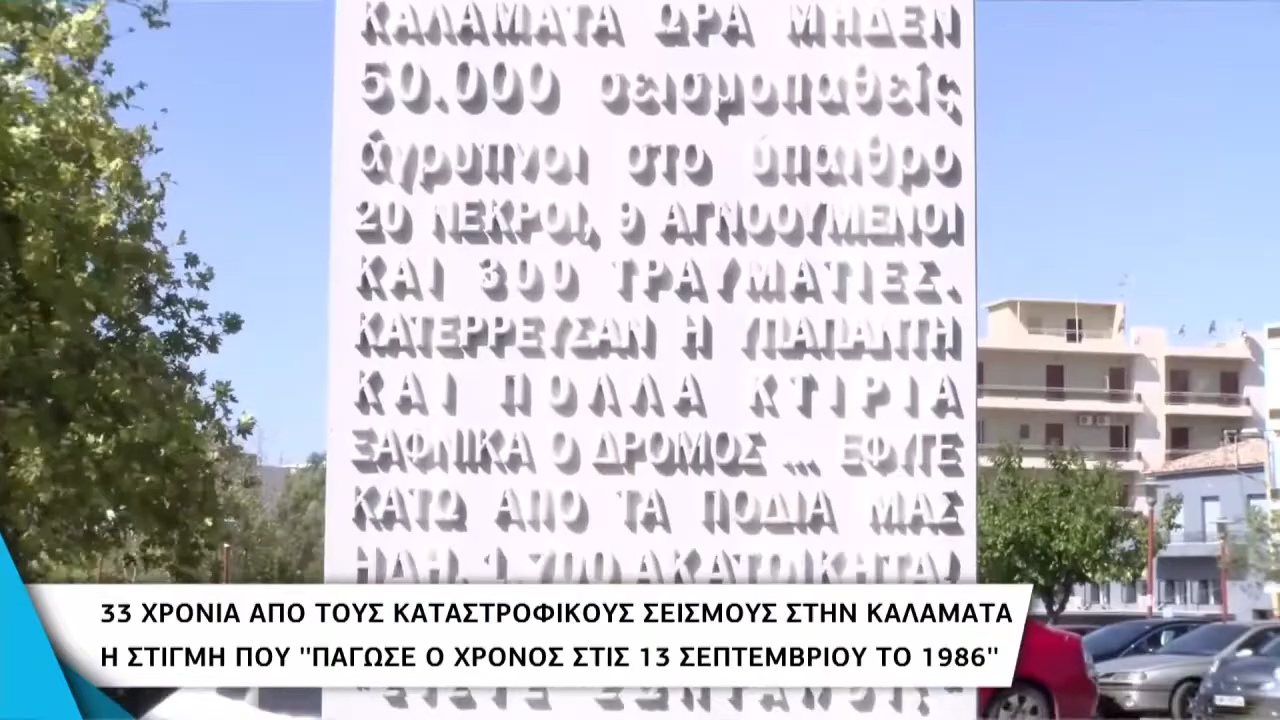 ΚΑΛΑΜΑΤΑ ΩΡΑ ΜΗΔΕΝ
50.000 σεισμοπαθείς
άγρυπνοι στο ύπαιθρο
20 ΝΕΚΡΟΙ, 9 ΑΓΝΟΟΥΜΕΝΟΙ
ΚΑΙ 300 ΤΡΑΥΜΑΤΙΕΣ.
ΚΑΤΕΡΡΕΥΣΑΝ Η ΥΠΑΠΑΝΤΗ
ΚΑΙ ΠΟΛΛΑ ΚΤΙΡΙΑ
ΞΑΦΝΙΚΑ Ο ΔΡΟΜΟΣ ... ΕΦΥΓΕ
ΚΑΤΩ ΑΠΟ ΤΑ ΠΟΔΙΑ ΜΑΣ
33 ΧΡΟΝΙΑ ΑΠΟ ΤΟΥΣ ΚΑΤΑΣΤΡΟΦΙΚΟΥΣ ΣΕΙΣΜΟΥΣ ΣΤΗΝ ΚΑΛΑΜΑΤΑ
Η ΣΤΙΓΜΗ ΠΟΥ "ΠΑΓΩΣΕ Ο ΧΡΟΝΟΣ ΣΤΙΣ 13 ΣΕΠΤΕΜΒΡΙΟΥ ΤΟ 1986"